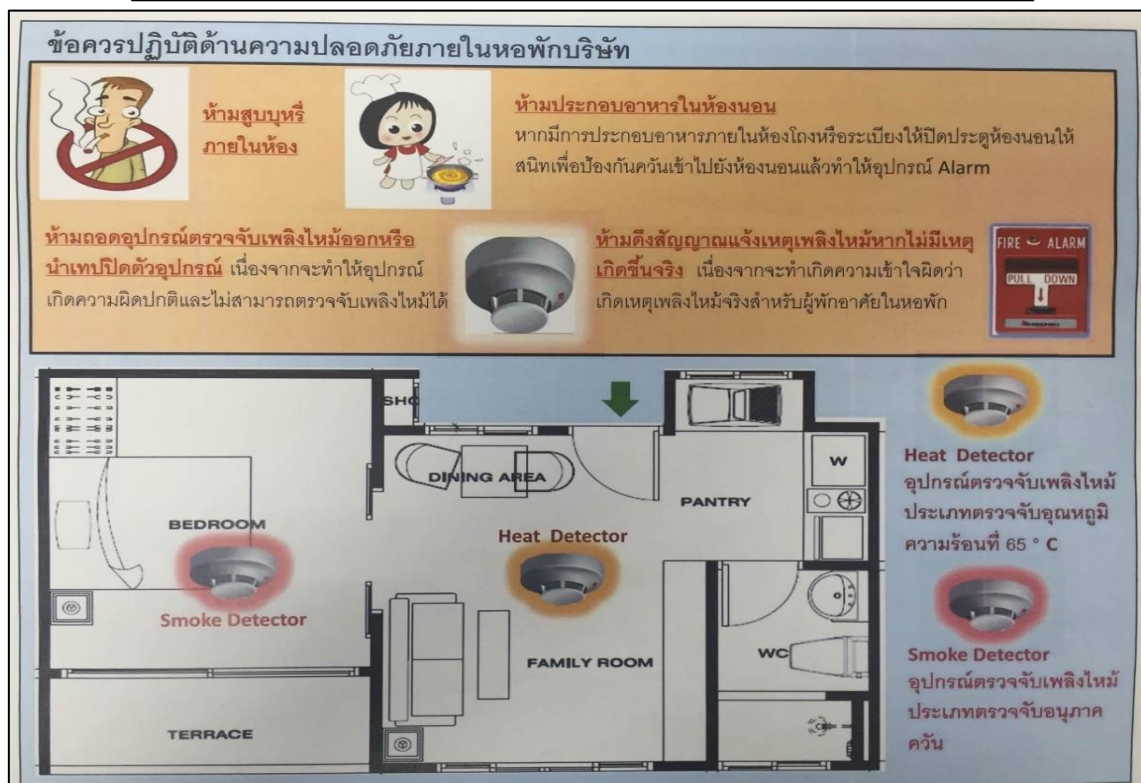 ข้อควรปฏิบัติด้านความปลอดภัยภายในหอพักบริษัท
ห้ามสูบบุหรี่
ภายในห้อง
ห้ามประกอบอาหารในห้องนอน
หากมีการประกอบอาหารภายในห้องโถงหรือระเบียงให้ปิดประตูห้องนอนให้
สนิทเพื่อป้องกันควันเข้าไปยังห้องนอนแล้วทำให้อุปกรณ์ Alarm
ห้ามถอดอุปกรณ์ตรวจจับเพลิงไหม้ออกหรือ
นำเทปปิดตัวอุปกรณ์ เนื่องจากจะทำให้อุปกรณ์
เกิดความผิดปกติและไม่สามารถตรวจจับเพลิงไหม้ได้
ห้ามดึงสัญญาณแจ้งเหตุเพลิงไหม้หากไม่มีเหตุ
เกิดขึ้นจริง เนื่องจากจะทำเกิดความเข้าใจผิดว่า
เกิดเหตุเพลิงไหม้จริงสำหรับผู้พักอาศัยในหอพัก
FIRE ALARM
PULL DOWN
SHO
DINING AREA
W
PANTRY
BEDROOM
Heat Detector
Smoke Detector
FAMILY ROOM
WC
TERRACE
Heat Detector
อุปกรณ์ตรวจจับเพลิงไหม้
ประเภทตรวจจับอุณหภูมิ
ความร้อนที่ 65 ° C
Smoke Detector
อุปกรณ์ตรวจจับเพลิงไหม้
ประเภทตรวจจับอนุภาค
ควัน